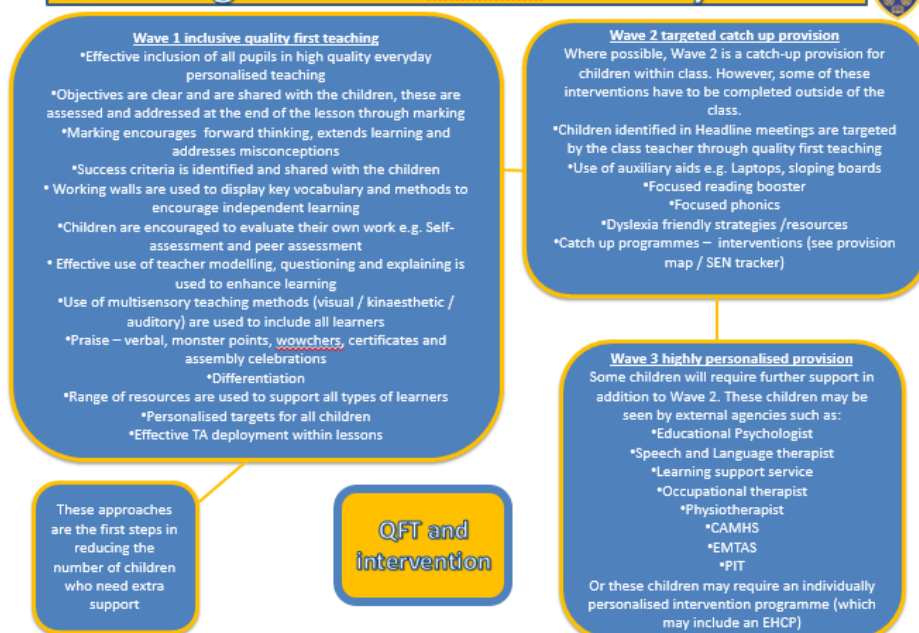 Wave 1 inclusive quality first teaching
•Effective inclusion of all pupils in high quality everyday
personalised teaching
•Objectives are clear and are shared with the children, these are
assessed and addressed at the end of the lesson through marking
•Marking encourages forward thinking, extends learning and
addresses misconceptions
•Success criteria is identified and shared with the children
• Working walls are used to display key vocabulary and methods to
encourage independent learning
•Children are encouraged to evaluate their own work e.g. Self-
assessment and peer assessment
• Effective use of teacher modelling, questioning and explaining is
used to enhance learning
•Use of multisensory teaching methods (visual / kinaesthetic /
auditory) are used to include all learners
•Praise – verbal, monster points, wowchers, certificates and
assembly celebrations
•Differentiation
•Range of resources are used to support all types of learners
•Personalised targets for all children
•Effective TA deployment within lessons
Wave 2 targeted catch up provision
Where possible, Wave 2 is a catch-up provision for
children within class. However, some of these
interventions have to be completed outside of the
class.
•Children identified in Headline meetings are targeted
by the class teacher through quality first teaching
•Use of auxiliary aids e.g. Laptops, sloping boards
•Focused reading booster
•Focused phonics
•Dyslexia friendly strategies /resources
•Catch up programmes – interventions (see provision
map / SEN tracker)
Wave 3 highly personalised provision
Some children will require further support in
addition to Wave 2. These children may be
seen by external agencies such as:
•Educational Psychologist
•Speech and Language therapist
•Learning support service
•Occupational therapist
•Physiotherapist
•CAMHS
•EMTAS
•PIT
Or these children may require an individually
personalised intervention programme (which
may include an EHCP)
These approaches
are the first steps in
reducing the
number of children
who need extra
support
QFT and
intervention